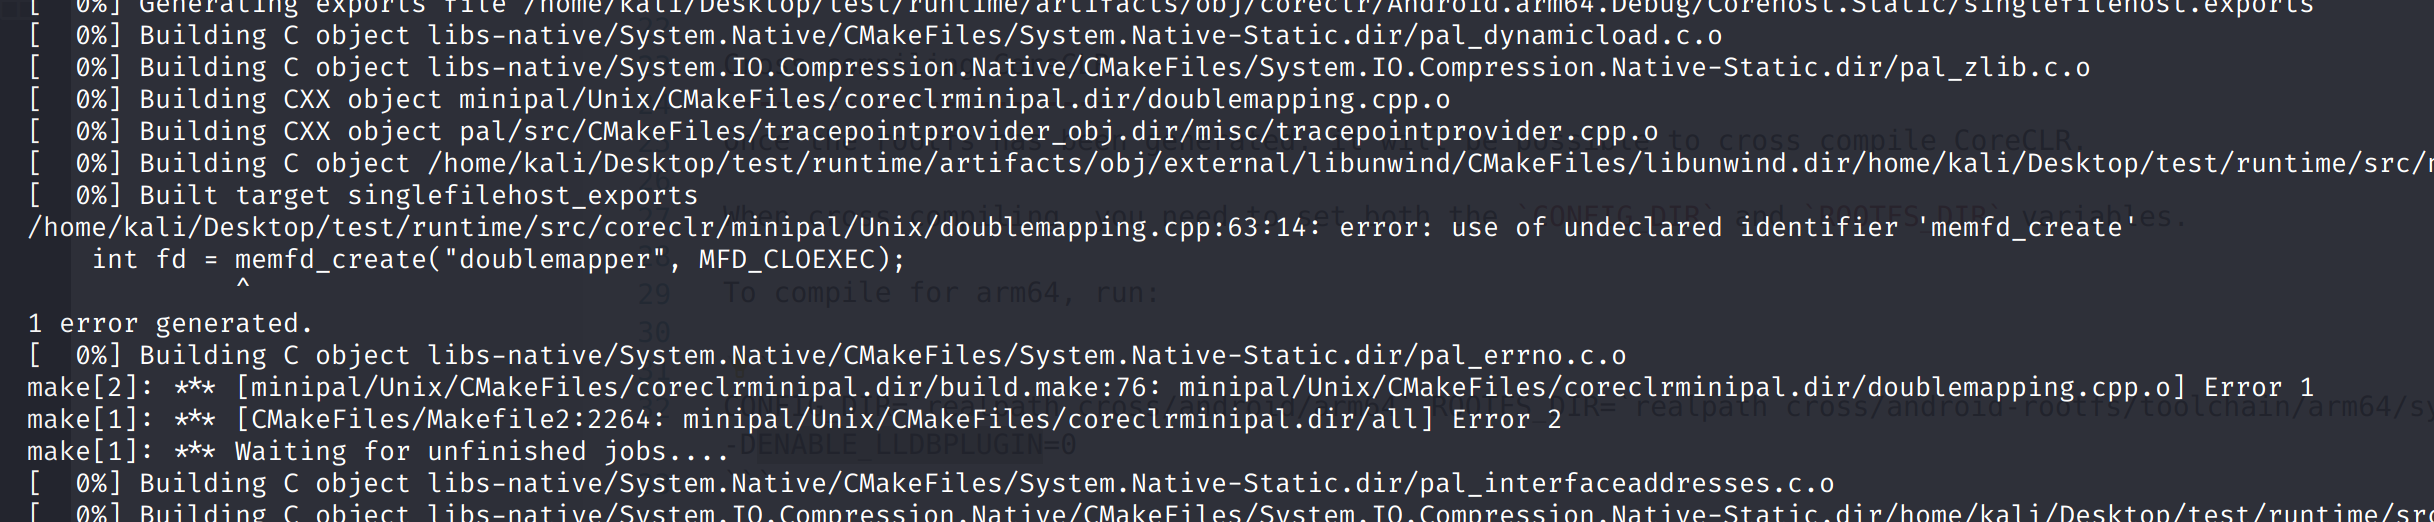 [   0%] Generating exports file /home/kali/Desktop/test/runtime/artifacts/obj/coreclr/Android.arm64.Debug/Corehost.Static/singlefilehost.exports
[   0%] Building C object libs-native/System.Native/CMakeFiles/System.Native-Static.dir/pal_dynamicload.c.o
[   0%] Building C object libs-native/System.IO.Compression.Native/CMakeFiles/System.IO.Compression.Native-Static.dir/pal_zlib.c.o
[   0%] Building CXX object minipal/Unix/CMakeFiles/coreclrminipal.dir/doublemapping.cpp.o
[   0%] Building CXX object pal/src/CMakeFiles/tracepointprovider_obj.dir/misc/tracepointprovider.cpp.o
[   0%] Building C object /home/kali/Desktop/test/runtime/artifacts/obj/external/libunwind/CMakeFiles/libunwind.dir/home/kali/Desktop/test/runtime/src/
[   0%] Built target singlefilehost_exports
/home/kali/Desktop/test/runtime/src/coreclr/minipal/Unix/doublemapping.cpp:63:14: error: use of undeclared identifier 'memfd_create'
    int fd = memfd_create("doublemapper", MFD_CLOEXEC);
             ^
29 To compile for arm64, run:
1 error generated.
30
[   0%] Building C object libs-native/System.Native/CMakeFiles/System.Native-Static.dir/pal_errno.c.o
make[2]: *** [minipal/Unix/CMakeFiles/coreclrminipal.dir/build.make:76: minipal/Unix/CMakeFiles/coreclrminipal.dir/doublemapping.cpp.o] Error 1
make[1]: *** [CMakeFiles/Makefile2:2264: minipal/Unix/CMakeFiles/coreclrminipal.dir/all] Error 2
make[1]: *** Waiting for unfinished jobs....
-DENABLE_LLDBPLUGIN=0
[   0%] Building C object libs-native/System.Native/CMakeFiles/System.Native-Static.dir/pal_interfaceaddresses.c.o
[   0%] Building C object libs-native/System.IO.Compression.Native/CMakeFiles/System.IO.Compression.Native-Static.dir/home/kali/Desktop/test/runtime/